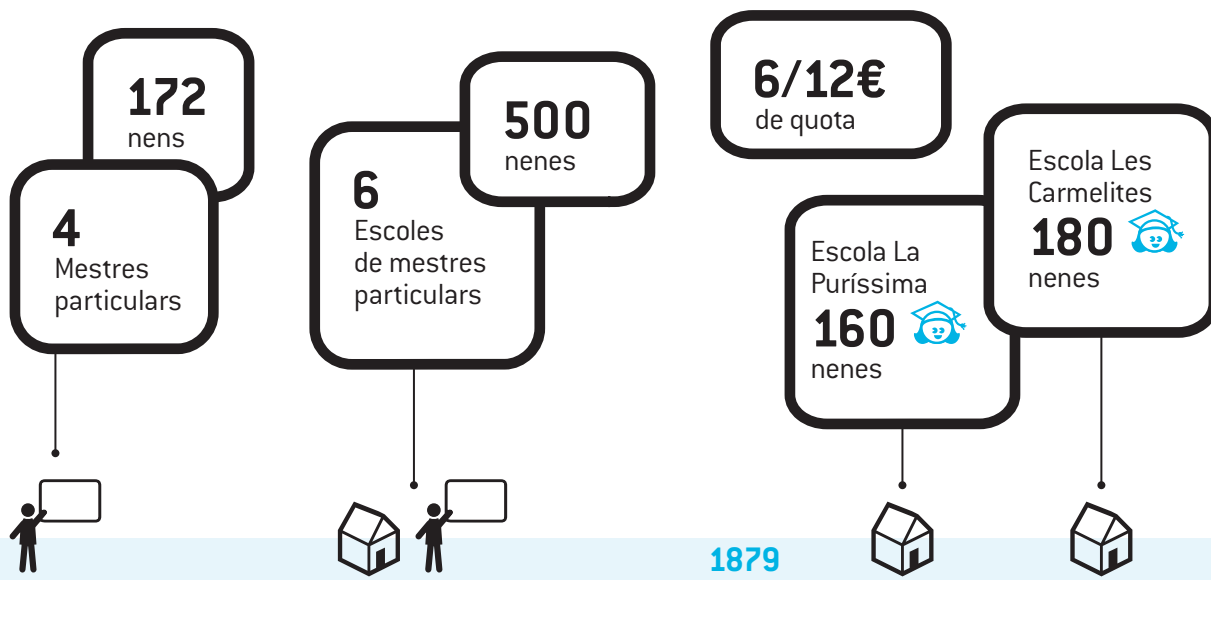 172
nens
4
Mestres
particulars
500
nenes
6
Escoles
de mestres
particulars
6/12€
de quota
Escola Les
Carmelites
180
nenes
Escola La
Puríssima
160
nenes
1879